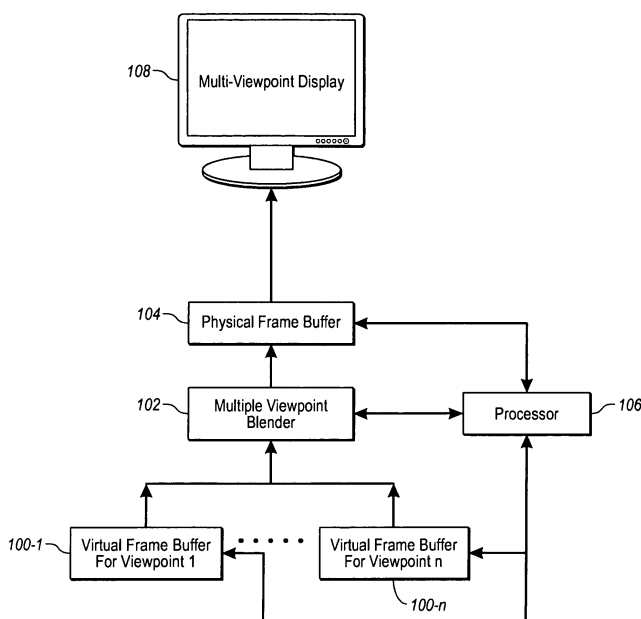 108
Multi-Viewpoint Display
104
Physical Frame Buffer
102
Multiple Viewpoint
Blender
Processor
106
100-1
Virtual Frame Buffer
For Viewpoint 1
Virtual Frame Buffer
For Viewpoint n
100-n